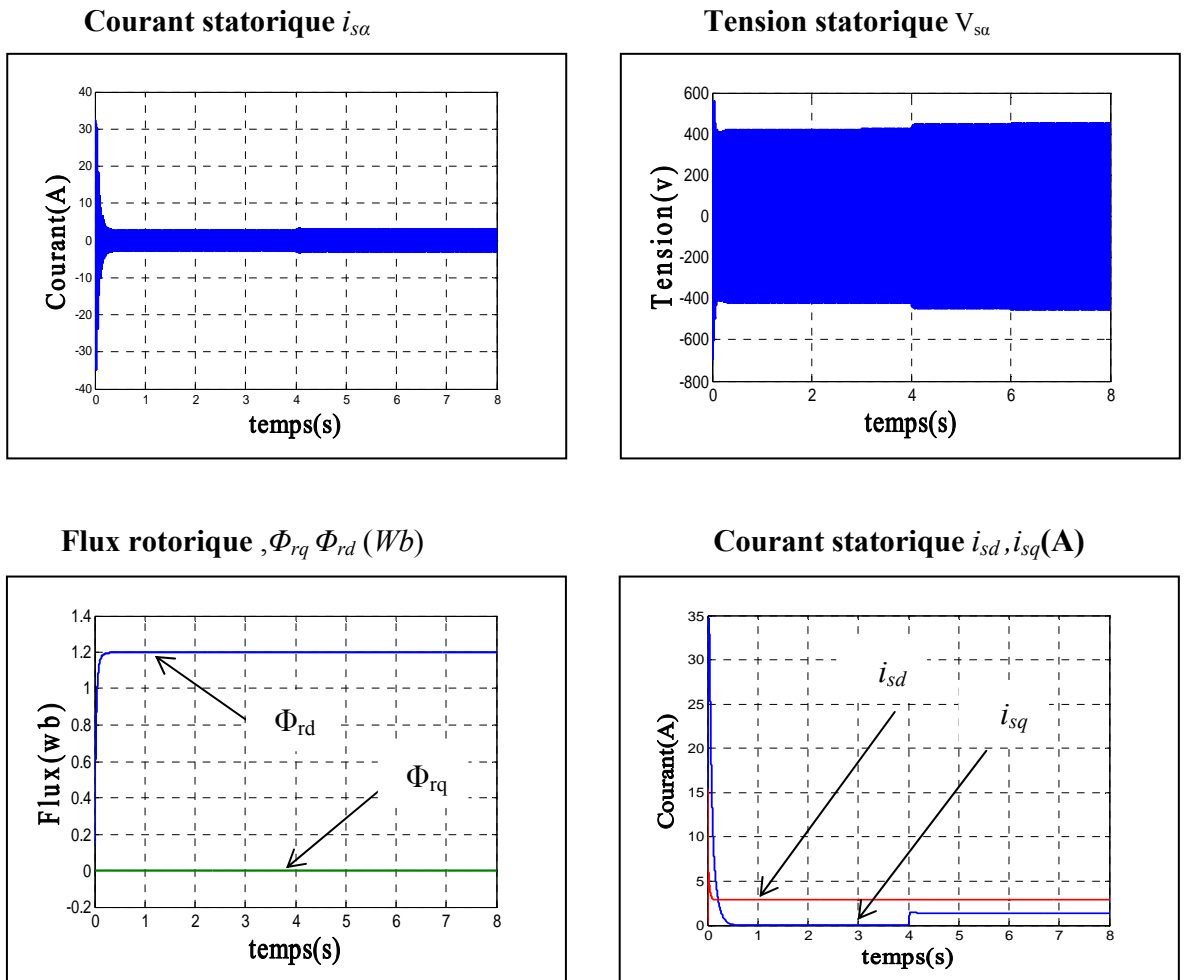 Courant statorique isα
Tension statorique Vsα
40
30
20
10
0
-10
-20
-30
-40
Courant(A)
0 1 2 3 4 5 6 7 8
temps(s)
600
400
200
0
-200
-400
-600
-800
Tension(v)
0 2 4 6 8
temps(s)
Flux rotorique ,Φrq Φrd (Wb)
Courant statorique isd ,isq(A)
1.4
1.2
1
0.8
0.6
0.4
0.2
0
-0.2
Flux(wb)
Φrd
Φrq
0 1 2 3 4 5 6 7 8
temps(s)
35
30
25
20
15
10
5
0
Courant(A)
isd
isq
0 1 2 3 4 5 6 7 8
temps(s)